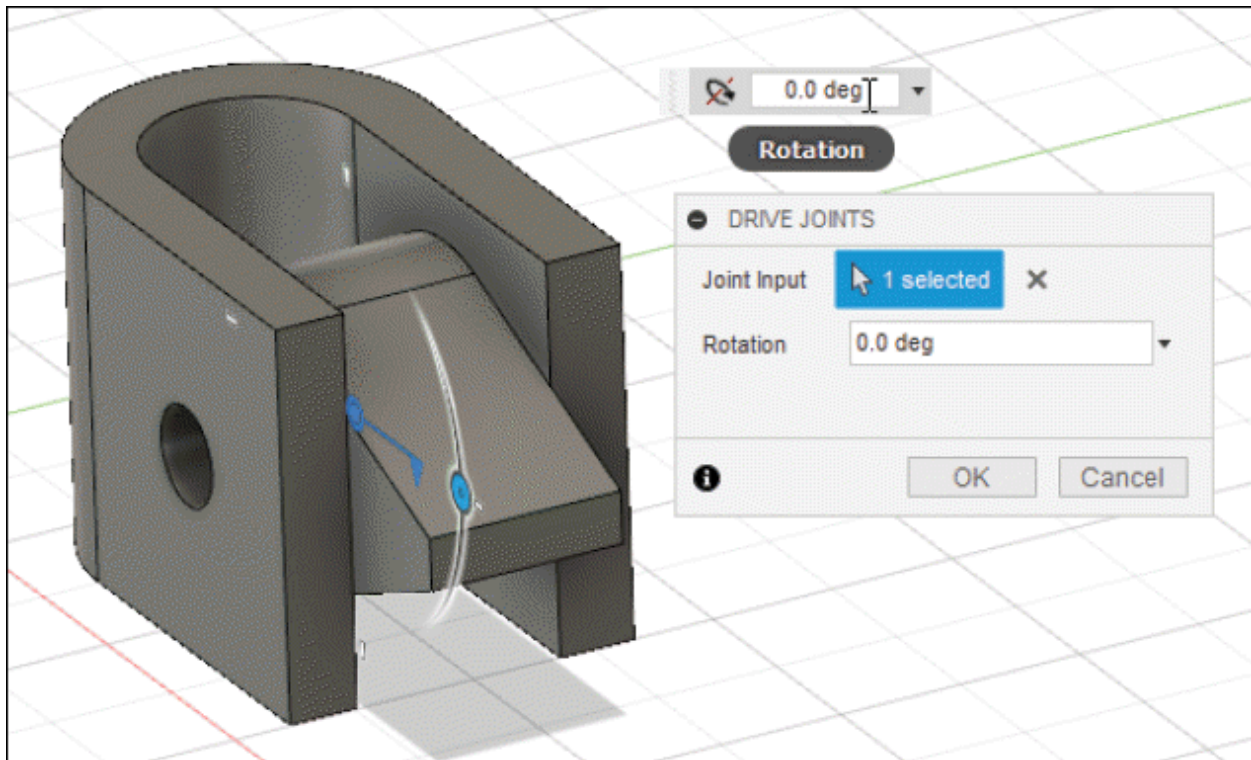 0.0 deg
Rotation
DRIVE JOINTS
Joint Input 1 selected
Rotation 0.0 deg
OK Cancel